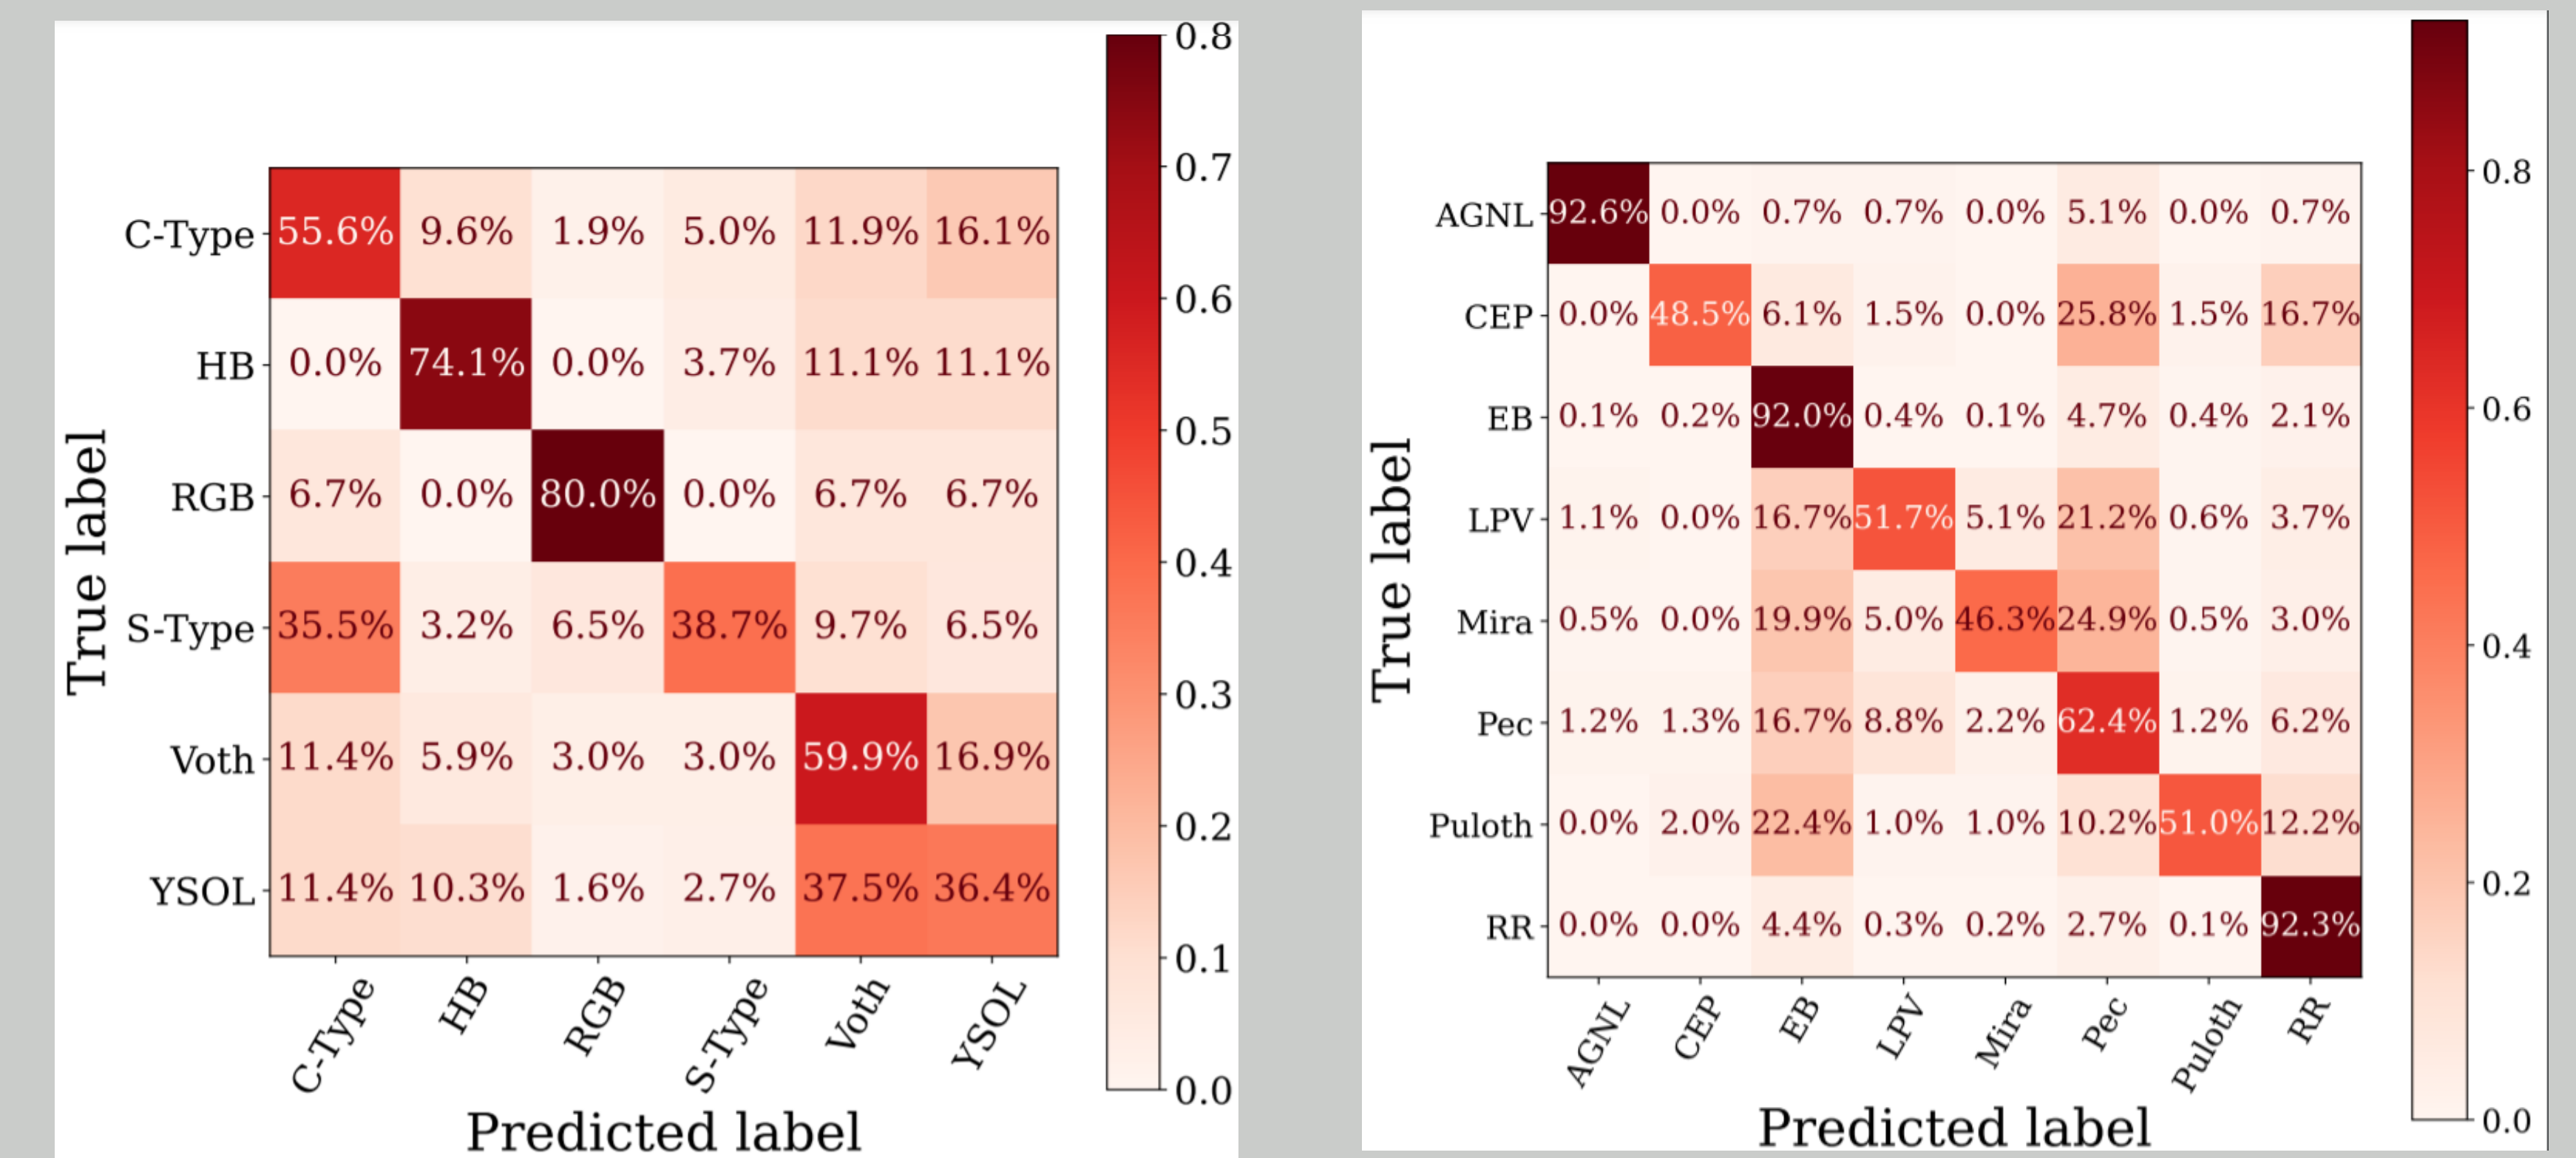 True label
C-Type 55.6% 9.6% 1.9% 5.0% 11.9% 16.1%
HB 0.0% 74.1% 0.0% 3.7% 11.1% 11.1%
RGB 6.7% 0.0% 80.0% 0.0% 6.7% 6.7%
S-Type 35.5% 3.2% 6.5% 38.7% 9.7% 6.5%
Voth 11.4% 5.9% 3.0% 3.0% 59.9% 16.9%
YSOL 11.4% 10.3% 1.6% 2.7% 37.5% 36.4%
C-Type HB RGB S-Type Voth YSOL
Predicted label
0.8
0.7
0.6
0.5
0.4
0.3
0.2
0.1
0.0
True label
AGNL 92.6% 0.0% 0.7% 0.7% 0.0% 5.1% 0.0% 0.7%
CEP 0.0% 48.5% 6.1% 1.5% 0.0% 25.8% 1.5% 16.7%
EB 0.1% 0.2% 92.0% 0.4% 0.1% 4.7% 0.4% 2.1%
LPV 1.1% 0.0% 16.7% 51.7% 5.1% 21.2% 0.6% 3.7%
Mira 0.5% 0.0% 19.9% 5.0% 46.3% 24.9% 0.5% 3.0%
Pec 1.2% 1.3% 16.7% 8.8% 2.2% 62.4% 1.2% 6.2%
Puloth 0.0% 2.0% 22.4% 1.0% 1.0% 10.2% 51.0% 12.2%
RR 0.0% 0.0% 4.4% 0.3% 0.2% 2.7% 0.1% 92.3%
AGNL CEP EB LPV Mira Pec Puloth RR
Predicted label
0.8
0.6
0.4
0.2
0.0